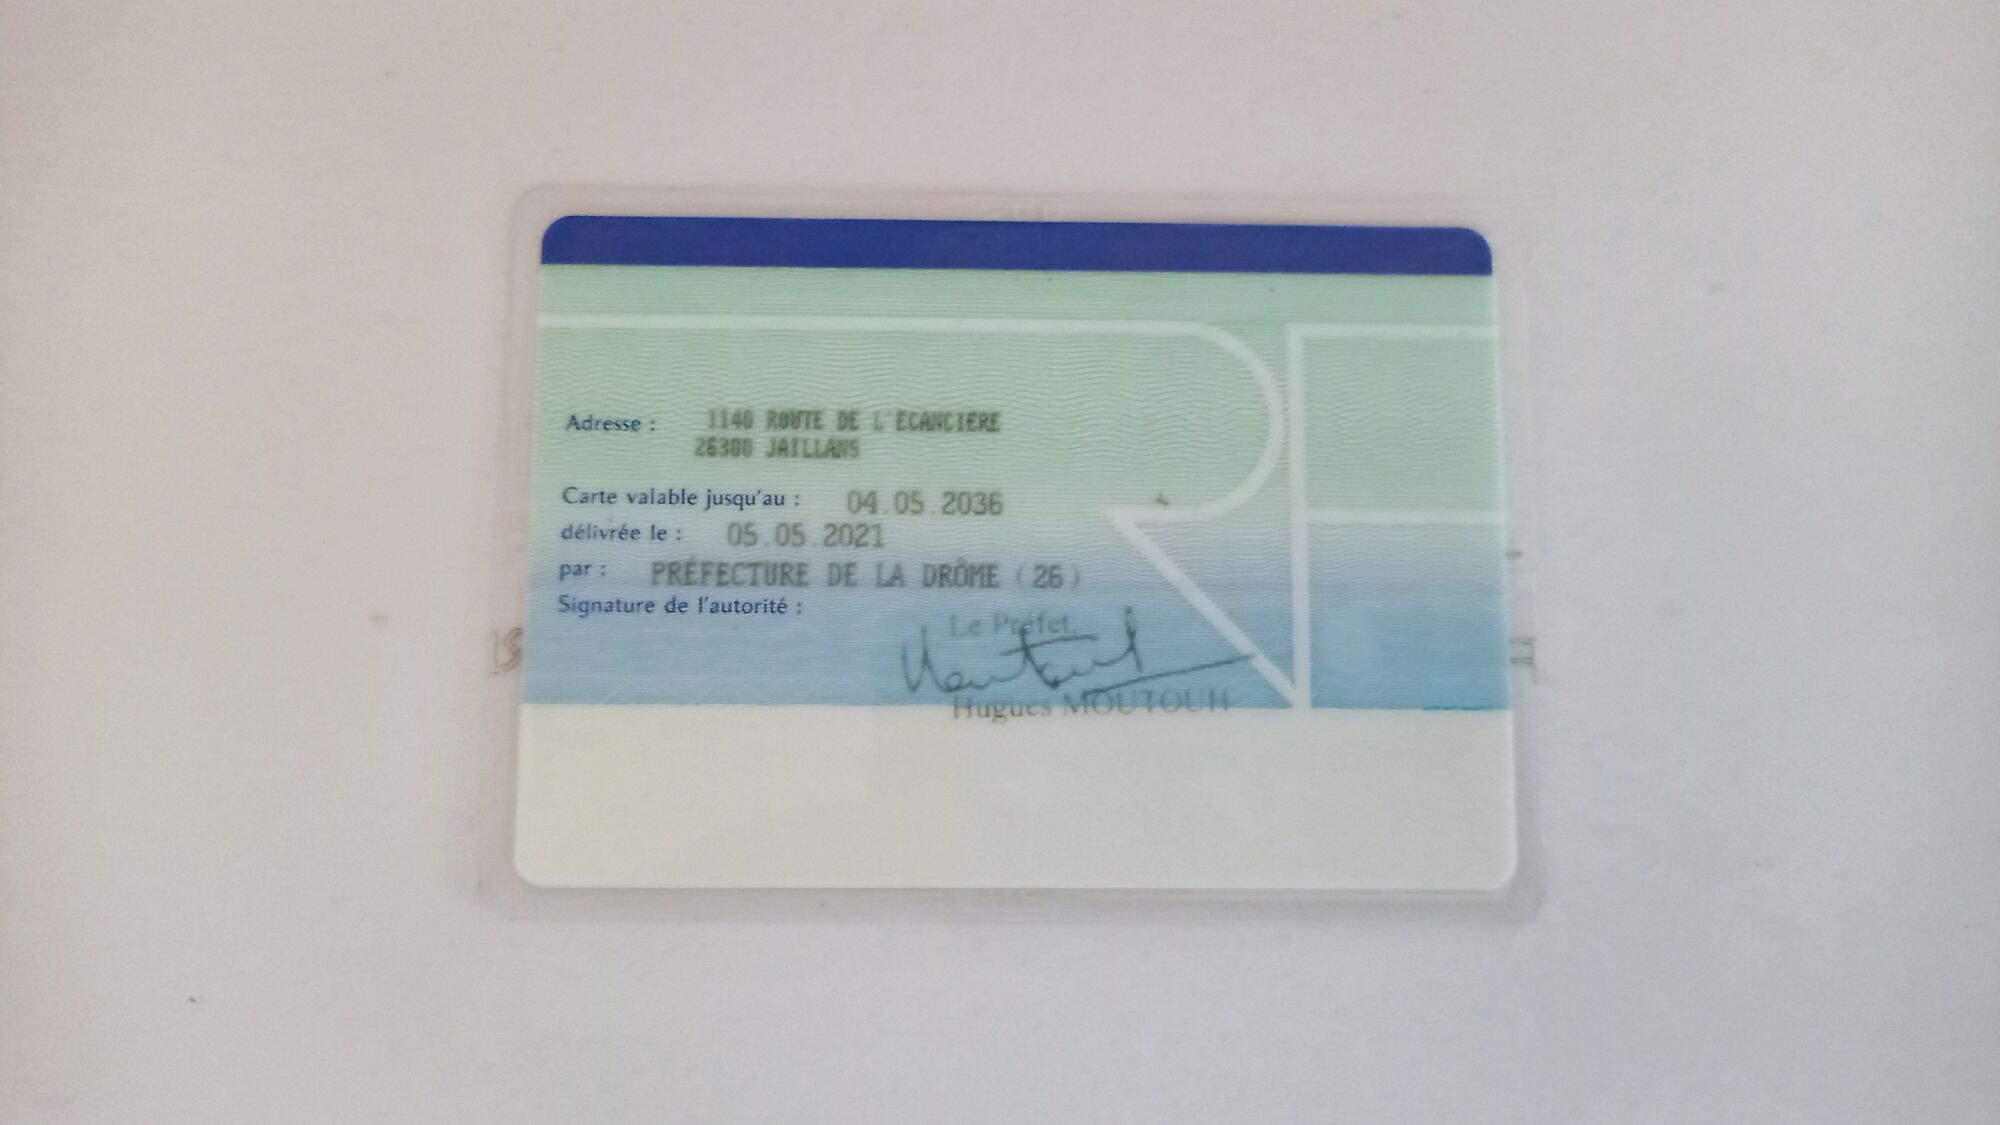 Adresse : 1140 ROUTE DE L'ECANCIERE
26300 JAILLANS
Carte valable jusqu'au : 04.05.2036
délivrée le : 05.05.2021
par : PRÉFECTURE DE LA DRÔME (26)
Signature de l'autorité :
Le Préfet,
Hugues MOUTOUH